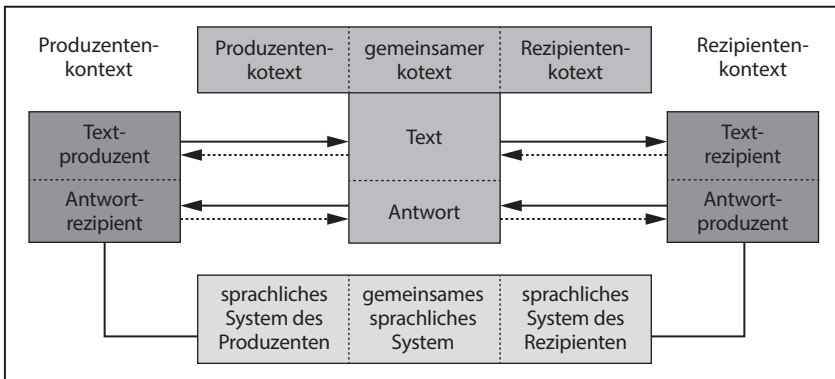 Produzenten-
kontext
Produzenten-
kotext
gemeinsamer
kotext
Rezipienten-
kotext
Rezipienten-
kontext
Text-
produzent
Text
Text-
rezipient
Antwort-
rezipient
Antwort
Antwort-
produzent
sprachliches
System des
Produzenten
gemeinsames
sprachliches
System
sprachliches
System des
Rezipienten